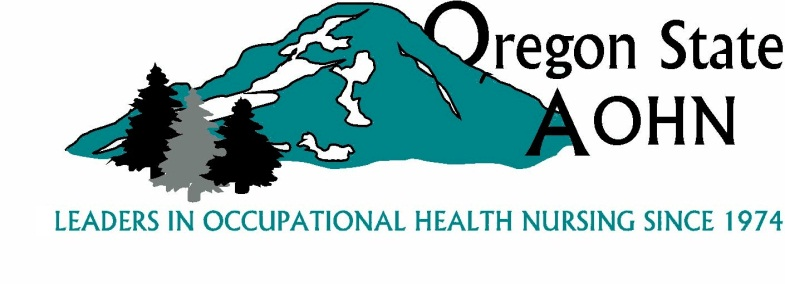 Oregon State
AOHN
LEADERS IN OCCUPATIONAL HEALTH NURSING SINCE 1974